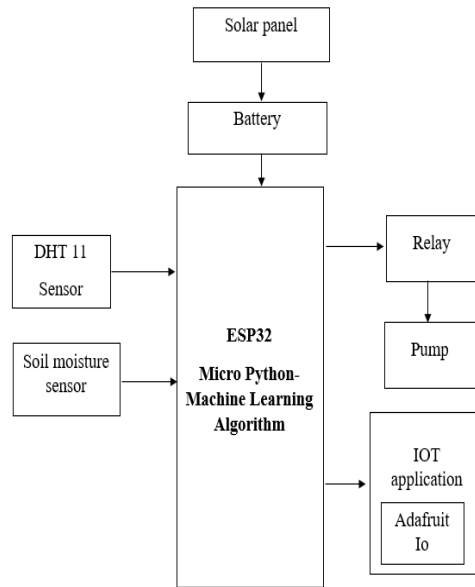 Solar panel
Battery
DHT 11
Sensor
Soil moisture
sensor
ESP32
Micro Python-
Machine Learning
Algorithm
Relay
Pump
IOT
application
Adafruit
Io